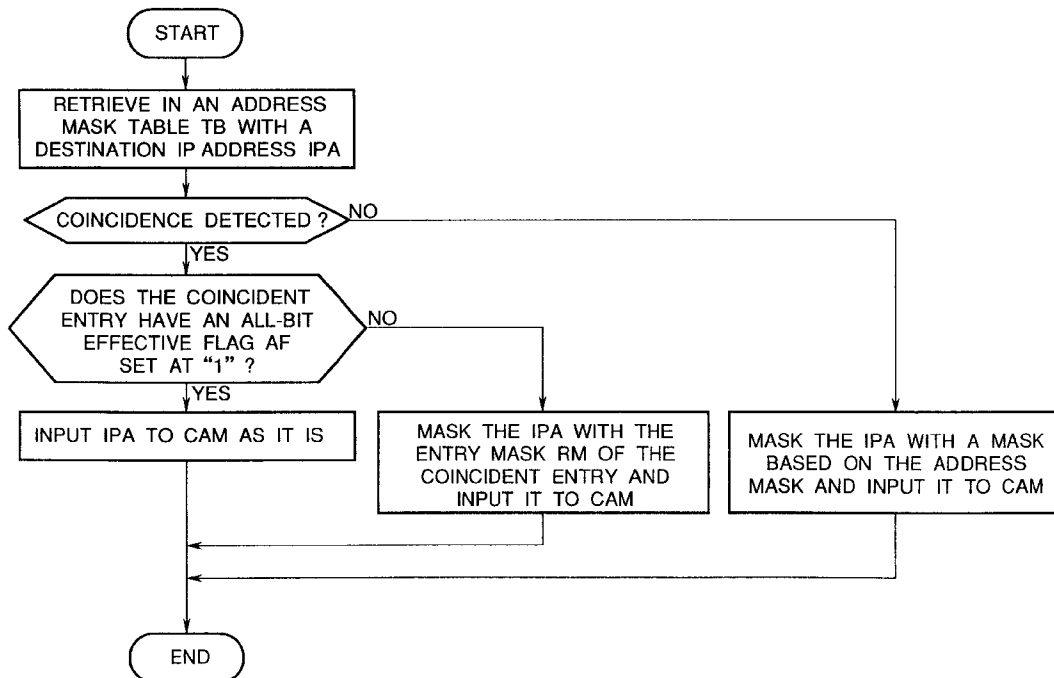 START
RETRIEVE IN AN ADDRESS
MASK TABLE TB WITH A
DESTINATION IP ADDRESS IPA
COINCIDENCE DETECTED ?
NO
YES
DOES THE COINCIDENT
ENTRY HAVE AN ALL-BIT
EFFECTIVE FLAG AF
SET AT “1” ?
NO
YES
INPUT IPA TO CAM AS IT IS
MASK THE IPA WITH THE
ENTRY MASK RM OF THE
COINCIDENT ENTRY AND
INPUT IT TO CAM
MASK THE IPA WITH A MASK
BASED ON THE ADDRESS
MASK AND INPUT IT TO CAM
END